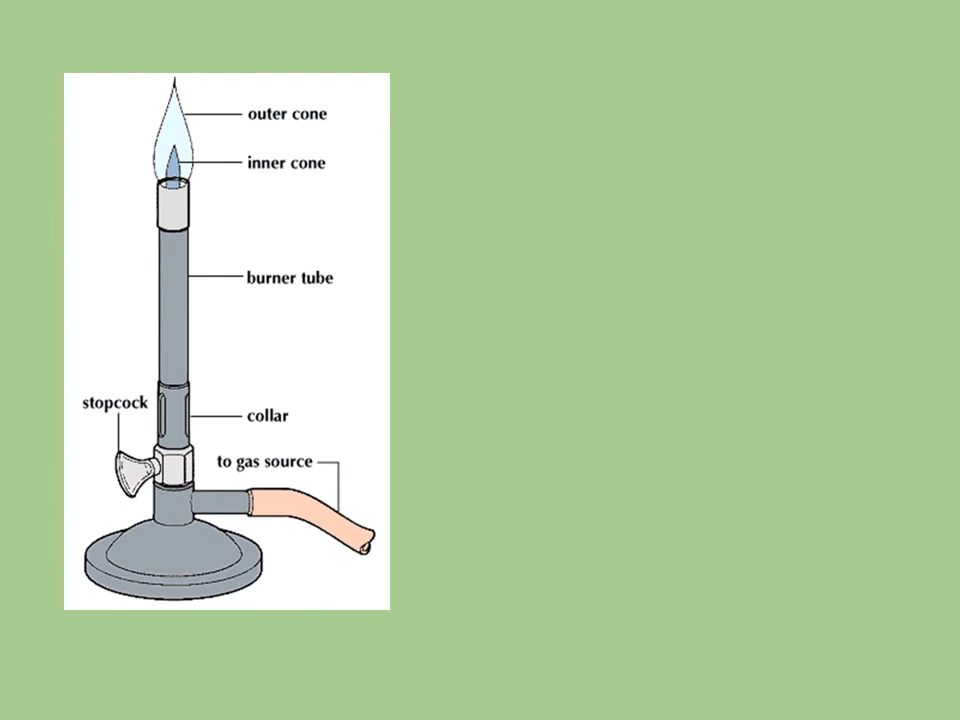 outer cone
inner cone
burner tube
stopcock
collar
to gas source